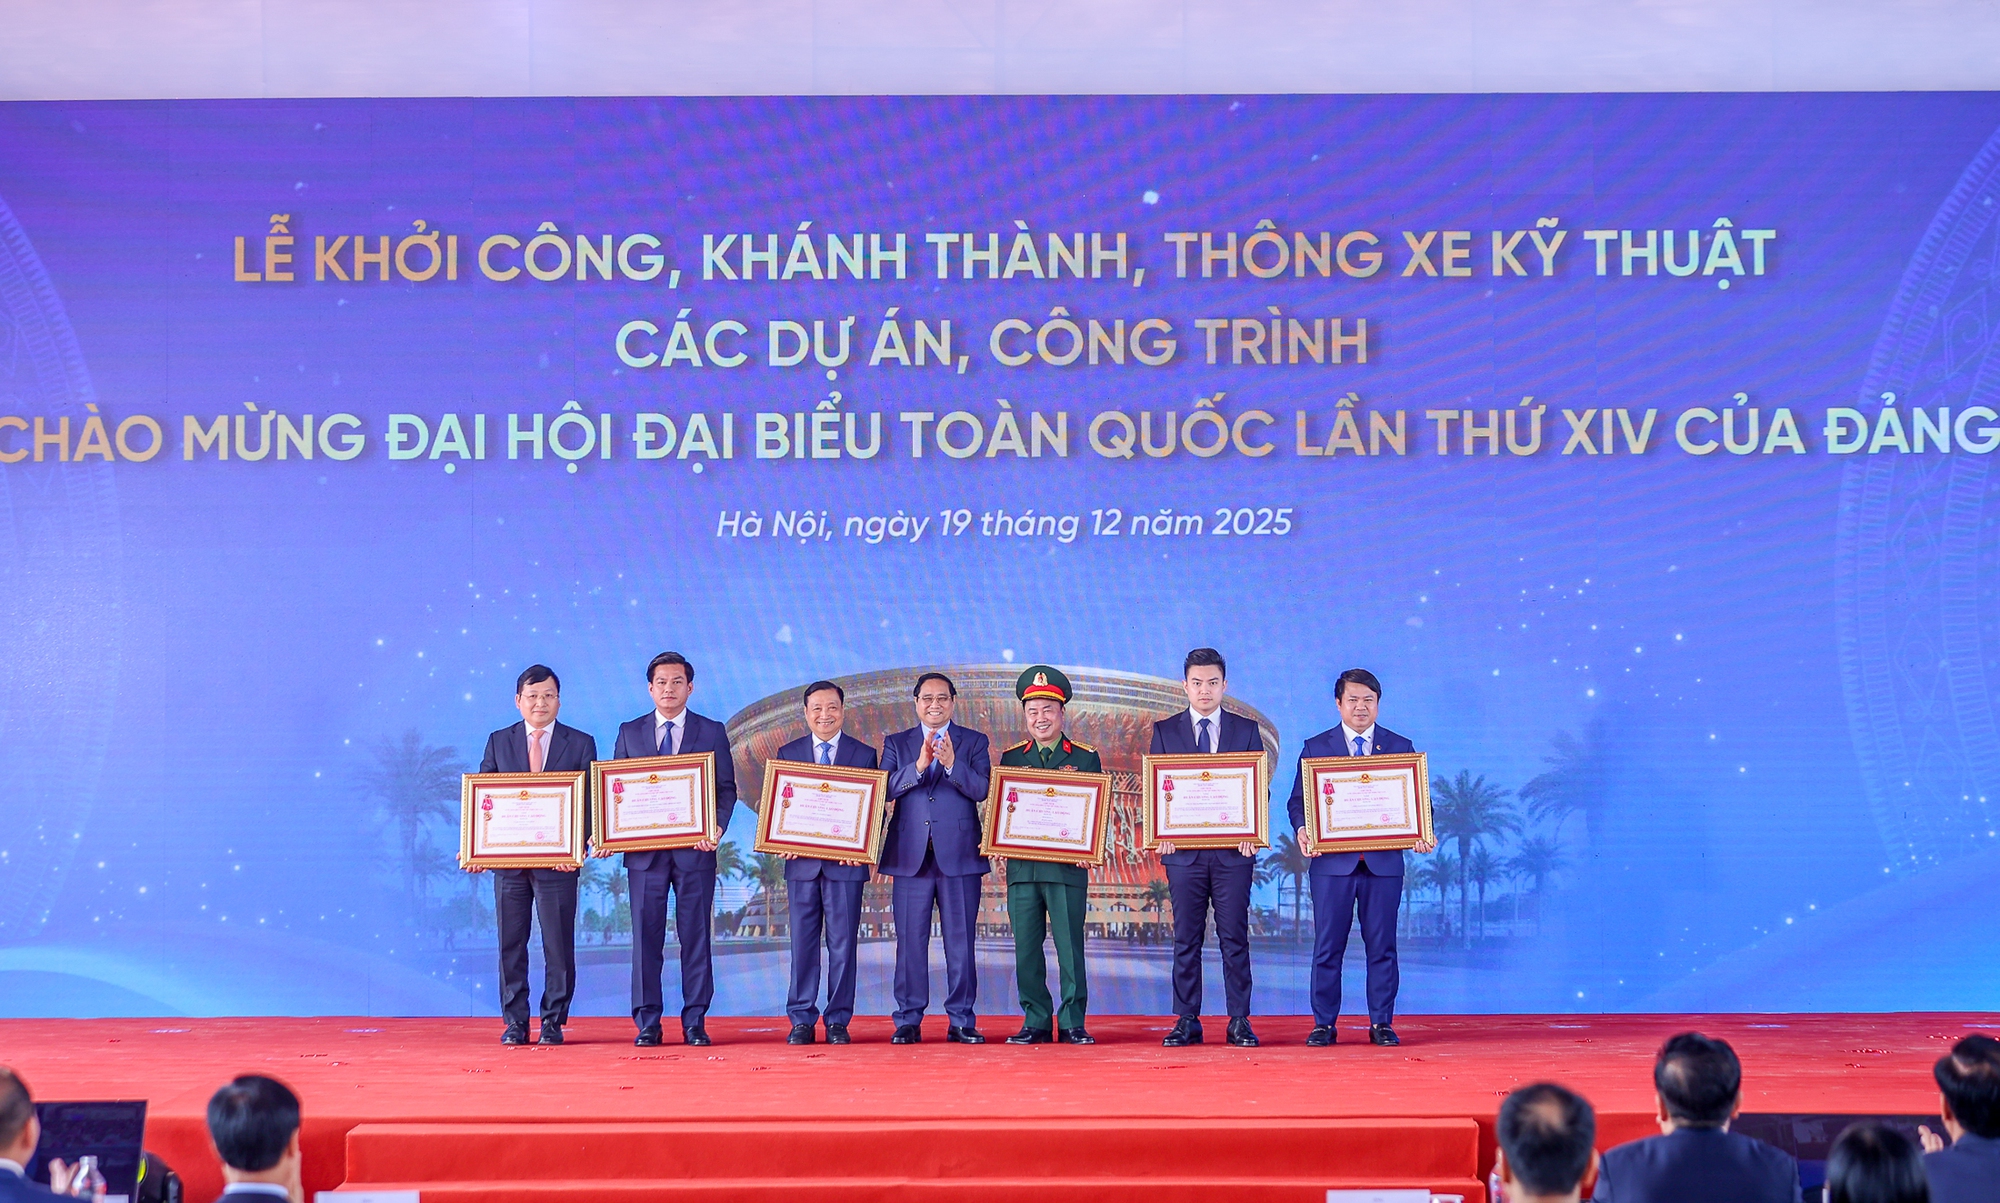 LỄ KHỞI CÔNG, KHÁNH THÀNH, THÔNG XE KỸ THUẬT
CÁC DỰ ÁN, CÔNG TRÌNH
CHÀO MỪNG ĐẠI HỘI ĐẠI BIỂU TOÀN QUỐC LẦN THỨ XIV CỦA ĐẢNG
Hà Nội, ngày 19 tháng 12 năm 2025